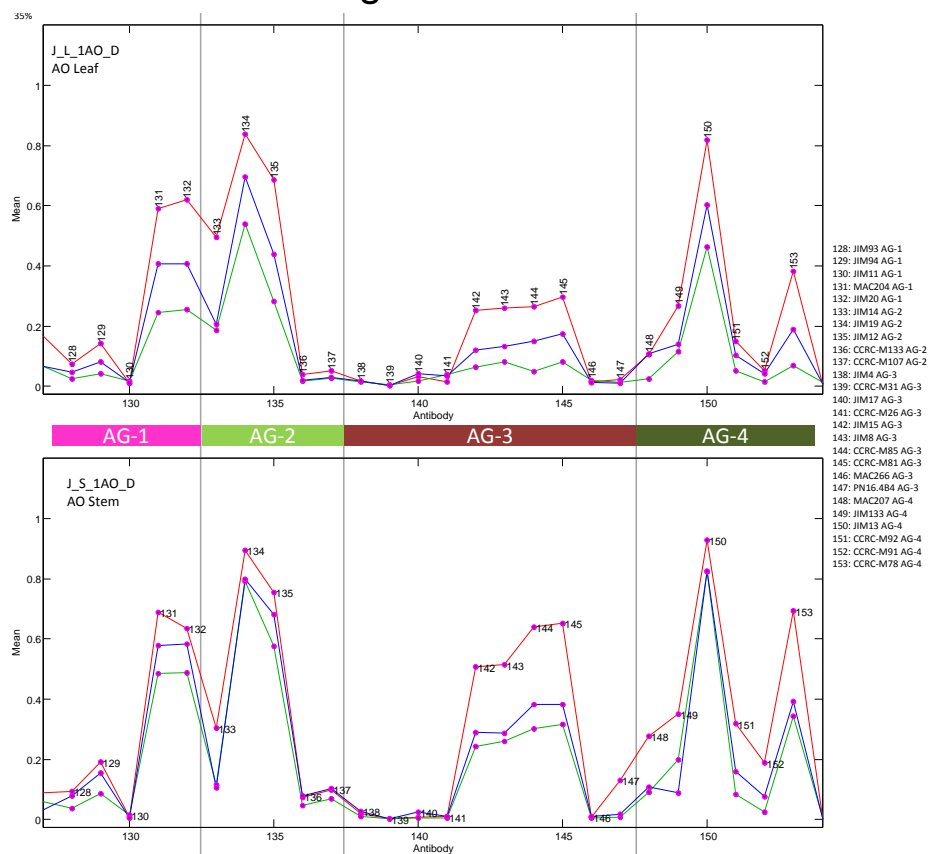 35%
J_L_1AO_D
AO Leaf
Mean
1
0.8
0.6
0.4
0.2
0
128
129
130
131
132
133
134
135
136
137
138
139
140
141
142
143
144
145
146
147
148
149
150
151
152
153
130
135
140
145
150
Antibody
AG-1
AG-2
AG-3
AG-4
J_S_1AO_D
AO Stem
Mean
1
0.8
0.6
0.4
0.2
0
128
129
130
131
132
133
134
135
136
137
138
139
140
141
142
143
144
145
146
147
148
149
150
151
152
153
130
135
140
145
150
Antibody
128: JIM93 AG-1
129: JIM94 AG-1
130: JIM11 AG-1
131: MAC204 AG-1
132: JIM20 AG-1
133: JIM14 AG-2
134: JIM19 AG-2
135: JIM12 AG-2
136: CCRC-M133 AG-2
137: CCRC-M107 AG-2
138: JIM4 AG-3
139: CCRC-M31 AG-3
140: JIM17 AG-3
141: CCRC-M26 AG-3
142: JIM15 AG-3
143: JIM8 AG-3
144: CCRC-M85 AG-3
145: CCRC-M81 AG-3
146: MAC266 AG-3
147: PN16.4B4 AG-3
148: MAC207 AG-4
149: JIM133 AG-4
150: JIM13 AG-4
151: CCRC-M92 AG-4
152: CCRC-M91 AG-4
153: CCRC-M78 AG-4